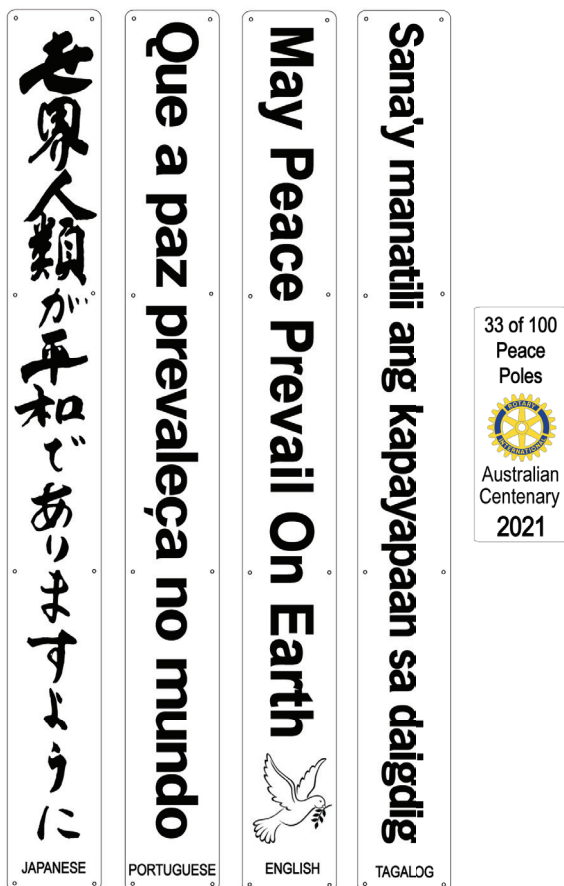 世界人類が平和でありますように
JAPANESE
Que a paz prevaleça no mundo
PORTUGUESE
May Peace Prevail On Earth
ENGLISH
Sana'y manatili ang kapayapaan sa daigdig
TAGALOG
33 of 100
Peace
Poles
ROTARY
INTERNATIONAL
Australian
Centenary
2021